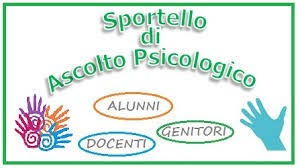 Sportello
di
Ascolto Psicologico
ALUNNI
DOCENTI
GENITORI